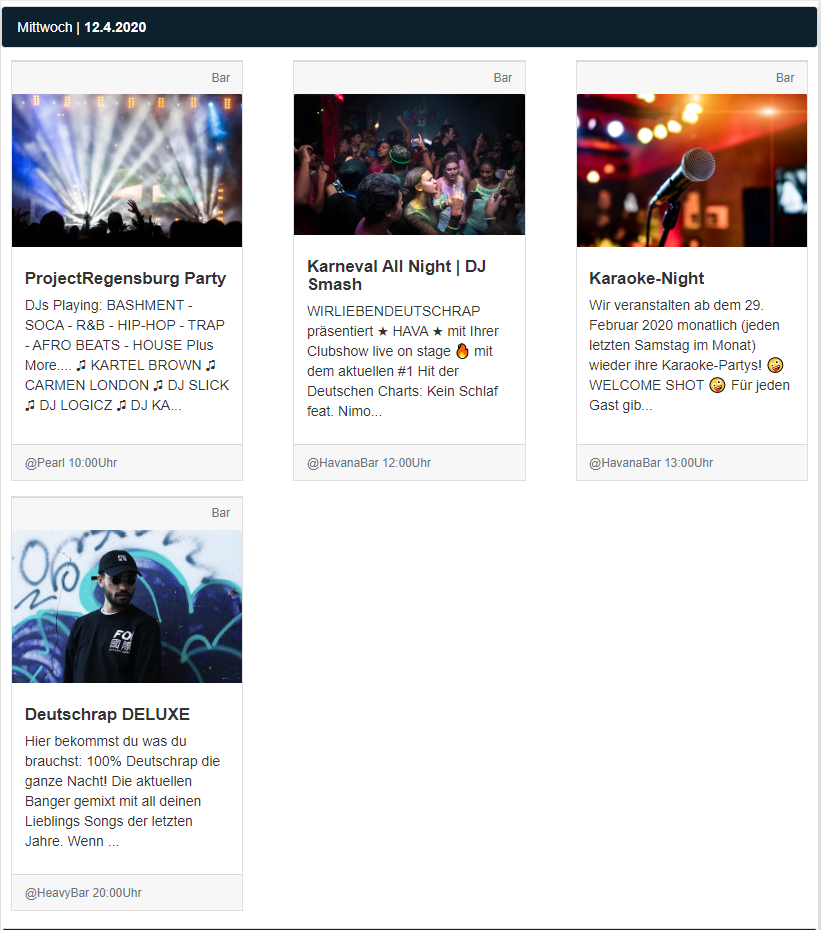 Mittwoch | 12.4.2020
Bar
ProjectRegensburg Party
DJs Playing: BASHMENT -
SOCA - R&B - HIP-HOP - TRAP
- AFRO BEATS - HOUSE Plus
More.... ♫ KARTEL BROWN ♫
CARMEN LONDON ♫ DJ SLICK
♫ DJ LOGICZ ♫ DJ KA...
@Pearl 10:00Uhr
Bar
Karneval All Night | DJ
Smash
WIRLIEBENDEUTSCHRAP
präsentiert ★ HAVA ★ mit Ihrer
Clubshow live on stage 🔥 mit
dem aktuellen #1 Hit der
Deutschen Charts: Kein Schlaf
feat. Nimo...
@HavanaBar 12:00Uhr
Bar
Karaoke-Night
Wir veranstalten ab dem 29.
Februar 2020 monatlich (jeden
letzten Samstag im Monat)
wieder ihre Karaoke-Partys! 🤪
WELCOME SHOT 🤪 Für jeden
Gast gib...
@HavanaBar 13:00Uhr
Bar
FO
Deutschrap DELUXE
Hier bekommst du was du
brauchst: 100% Deutschrap die
ganze Nacht! Die aktuellen
Banger gemixt mit all deinen
Lieblings Songs der letzten
Jahre. Wenn ...
@HeavyBar 20:00Uhr